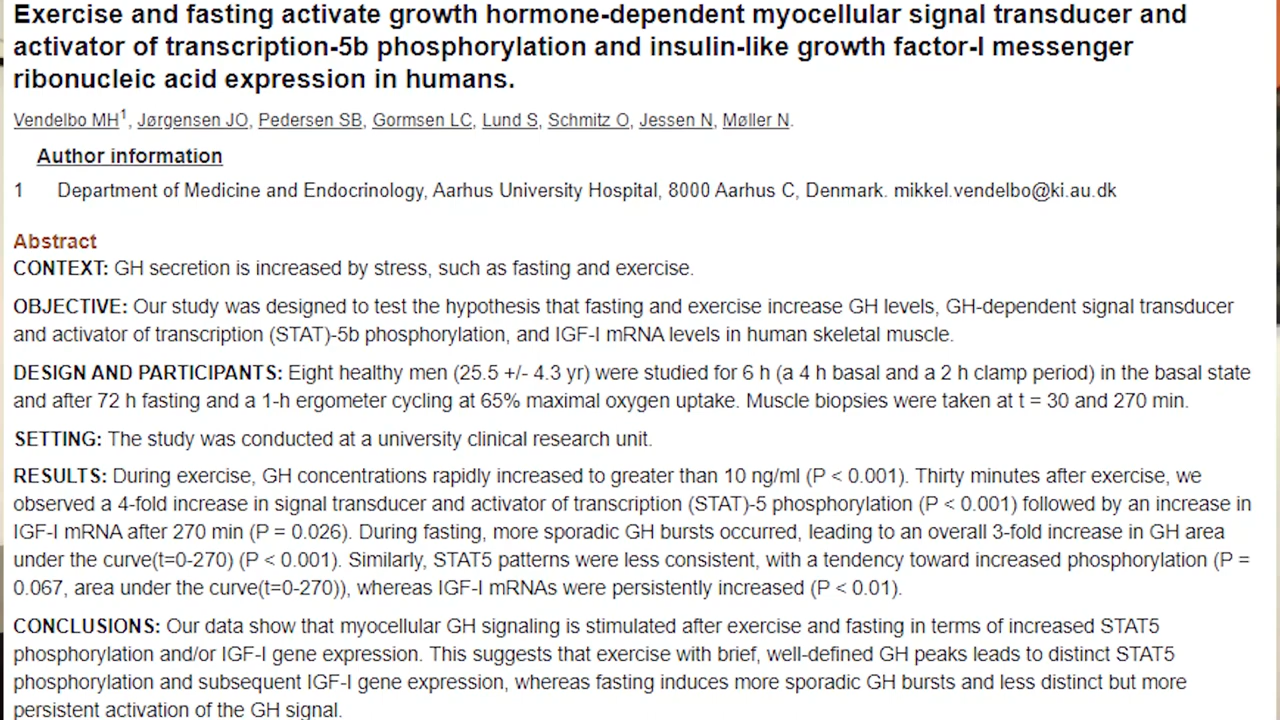 Exercise and fasting activate growth hormone-dependent myocellular signal transducer and
activator of transcription-5b phosphorylation and insulin-like growth factor-I messenger
ribonucleic acid expression in humans.
Vendelbo MH1, Jørgensen JO, Pedersen SB, Gormsen LC, Lund S, Schmitz O, Jessen N, Møller N.
Author information
1 Department of Medicine and Endocrinology, Aarhus University Hospital, 8000 Aarhus C, Denmark. mikkel.vendelbo@ki.au.dk
Abstract
CONTEXT: GH secretion is increased by stress, such as fasting and exercise.
OBJECTIVE: Our study was designed to test the hypothesis that fasting and exercise increase GH levels, GH-dependent signal transducer
and activator of transcription (STAT)-5b phosphorylation, and IGF-I mRNA levels in human skeletal muscle.
DESIGN AND PARTICIPANTS: Eight healthy men (25.5 +/- 4.3 yr) were studied for 6 h (a 4 h basal and a 2 h clamp period) in the basal state
and after 72 h fasting and a 1-h ergometer cycling at 65% maximal oxygen uptake. Muscle biopsies were taken at t = 30 and 270 min.
SETTING: The study was conducted at a university clinical research unit.
RESULTS: During exercise, GH concentrations rapidly increased to greater than 10 ng/ml (P < 0.001). Thirty minutes after exercise, we
observed a 4-fold increase in signal transducer and activator of transcription (STAT)-5 phosphorylation (P < 0.001) followed by an increase in
IGF-I mRNA after 270 min (P = 0.026). During fasting, more sporadic GH bursts occurred, leading to an overall 3-fold increase in GH area
under the curve(t=0-270) (P < 0.001). Similarly, STAT5 patterns were less consistent, with a tendency toward increased phosphorylation (P =
0.067, area under the curve(t=0-270)), whereas IGF-I mRNAs were persistently increased (P < 0.01).
CONCLUSIONS: Our data show that myocellular GH signaling is stimulated after exercise and fasting in terms of increased STAT5
phosphorylation and/or IGF-I gene expression. This suggests that exercise with brief, well-defined GH peaks leads to distinct STAT5
phosphorylation and subsequent IGF-I gene expression, whereas fasting induces more sporadic GH bursts and less distinct but more
persistent activation of the GH signal.